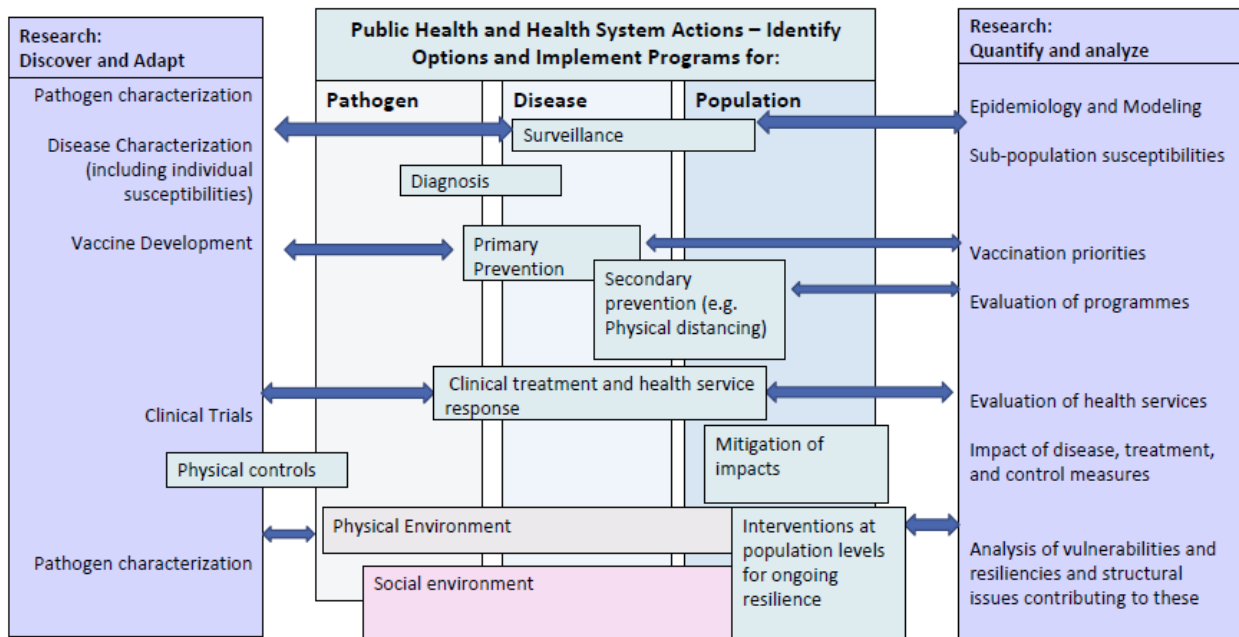 Research:
Discover and Adapt
Pathogen characterization
Disease Characterization
(including individual
susceptibilities)
Vaccine Development
Clinical Trials
Physical controls
Pathogen characterization
Public Health and Health System Actions – Identify
Options and Implement Programs for:
Pathogen
Disease
Population
Surveillance
Diagnosis
Primary
Prevention
Secondary
prevention (e.g.
Physical distancing)
Clinical treatment and health service
response
Mitigation of
impacts
Physical Environment
Interventions at
population levels
for ongoing
resilience
Social environment
Research:
Quantify and analyze
Epidemiology and Modeling
Sub-population susceptibilities
Vaccination priorities
Evaluation of programmes
Evaluation of health services
Impact of disease, treatment,
and control measures
Analysis of vulnerabilities and
resiliencies and structural
issues contributing to these